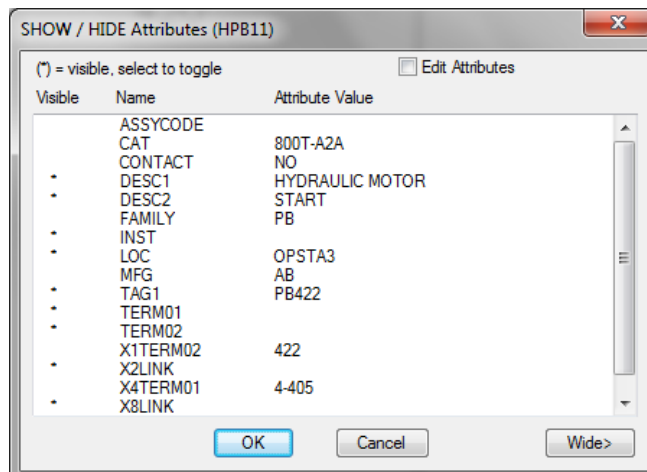 SHOW / HIDE Attributes (HPB11)
x
(*) = visible, select to toggle Edit Attributes
Visible Name Attribute Value
ASSYCODE
CAT 800T-A2A
CONTACT NO
* DESC1 HYDRAULIC MOTOR
* DESC2 START
FAMILY PB
* INST
* LOC OPSTA3
MFG AB
* TAG1 PB422
* TERM01
* TERM02
X1TERM02 422
* X2LINK
X4TERM01 4-405
* X8LINK
OK Cancel Wide>